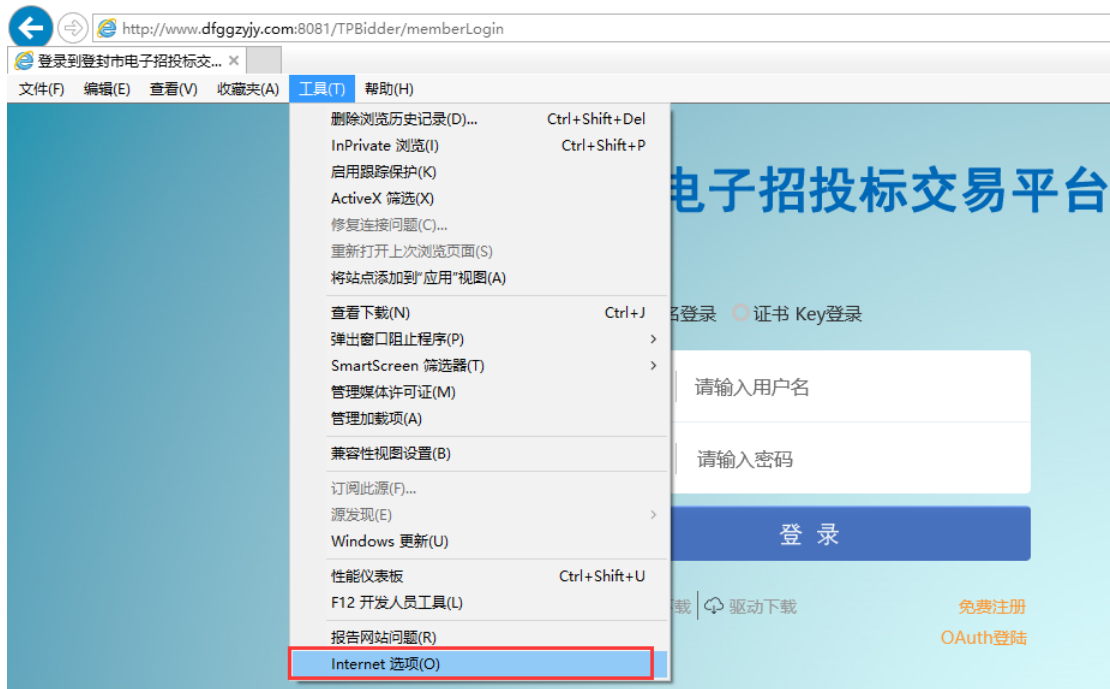 http://www.dfggzyjy.com:8081/TPBidder/memberLogin
登录到登封市电子招投标交... ×
文件(F) 编辑(E) 查看(V) 收藏夹(A) 工具(T) 帮助(H)
删除浏览历史记录(D)... Ctrl+Shift+Del
InPrivate 浏览(I) Ctrl+Shift+P
启用跟踪保护(K)
ActiveX 筛选(X)
修复连接问题(C)...
重新打开上次浏览页面(S)
将站点添加到“应用”视图(A)
查看下载(N) Ctrl+J
弹出窗口阻止程序(P)
SmartScreen 筛选器(T)
管理媒体许可证(M)
管理加载项(A)
兼容性视图设置(B)
订阅此源(F)...
源发现(E)
Windows 更新(U)
性能仪表板 Ctrl+Shift+U
F12 开发人员工具(L)
报告网站问题(R)
Internet 选项(O)
电子招投标交易平台
名登录 证书 Key登录
请输入用户名
请输入密码
登 录
下载 驱动下载 免费注册
OAuth登陆